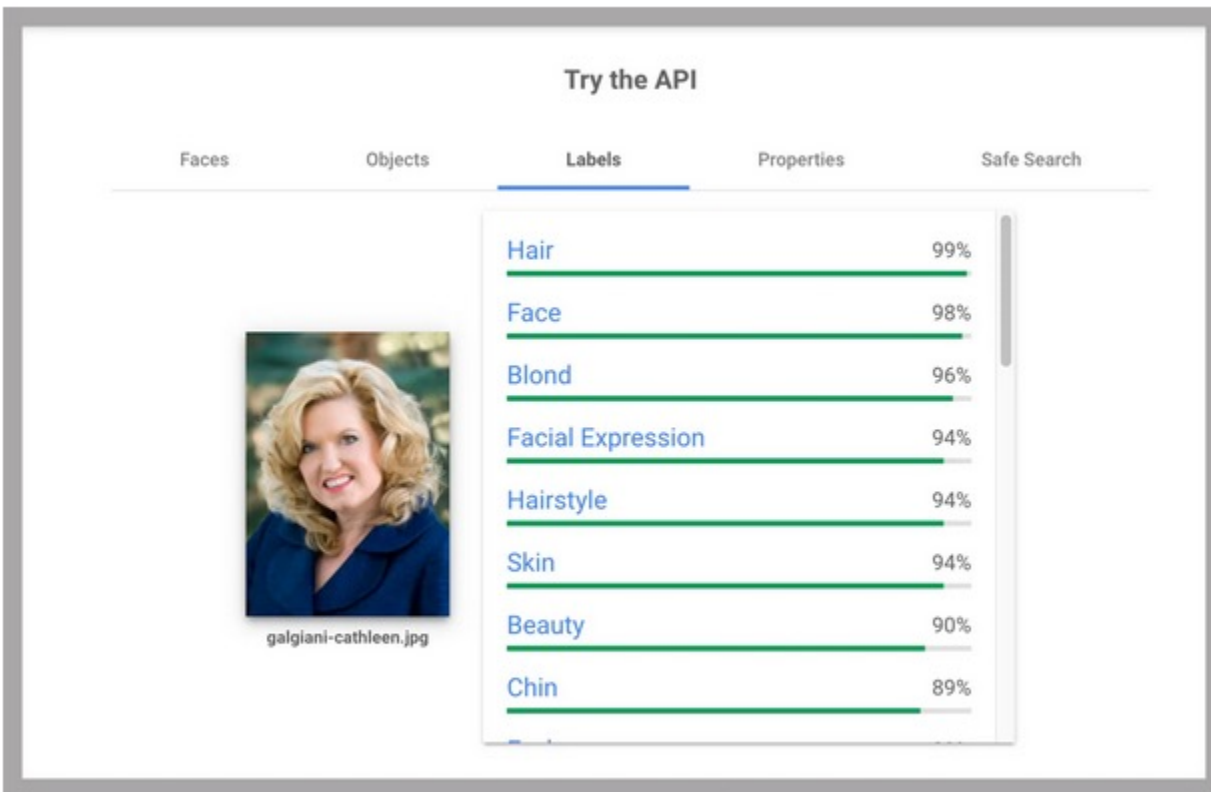 Try the API
Faces Objects Labels Properties Safe Search
Hair 99%
Face 98%
Blond 96%
Facial Expression 94%
Hairstyle 94%
Skin 94%
Beauty 90%
Chin 89%
galgiani-cathleen.jpg